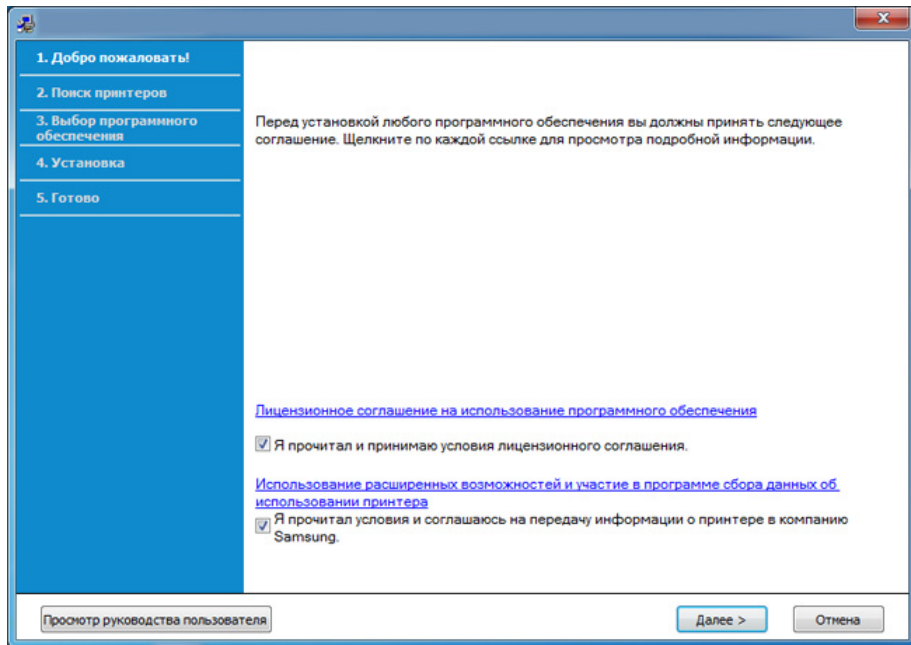 1. Добро пожаловать!
2. Поиск принтеров
3. Выбор программного
обеспечения
4. Установка
5. Готово
Перед установкой любого программного обеспечения вы должны принять следующее
соглашение. Щелкните по каждой ссылке для просмотра подробной информации.
Лицензионное соглашение на использование программного обеспечения
Я прочитал и принимаю условия лицензионного соглашения.
Использование расширенных возможностей и участие в программе сбора данных об
использовании принтера
Я прочитал условия и соглашаюсь на передачу информации о принтере в компанию
Samsung.
Просмотр руководства пользователя
Далее >
Отмена